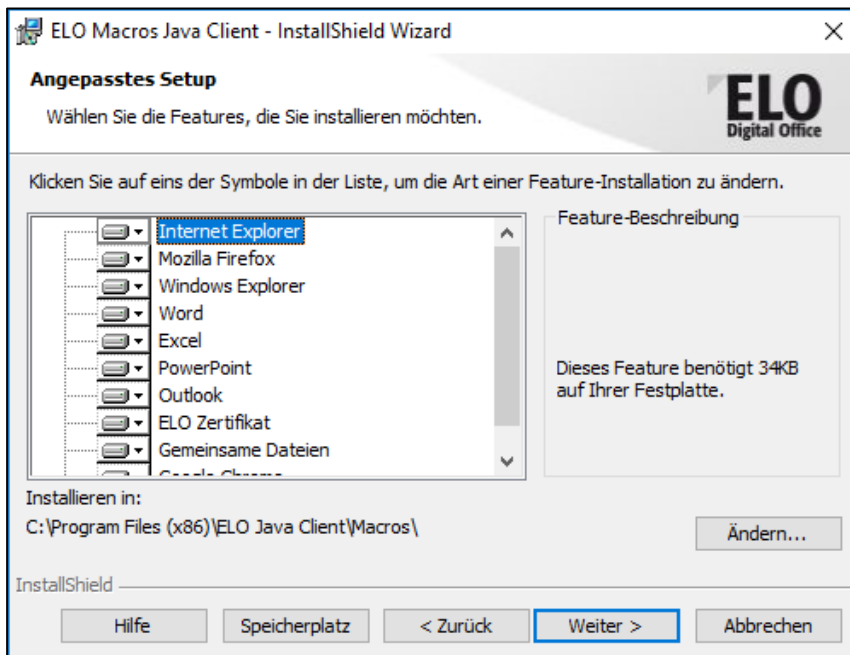 ELO Macros Java Client - InstallShield Wizard
Angepasstes Setup
Wählen Sie die Features, die Sie installieren möchten.
ELO
Digital Office
Klicken Sie auf eins der Symbole in der Liste, um die Art einer Feature-Installation zu ändern.
Internet Explorer
Mozilla Firefox
Windows Explorer
Word
Excel
PowerPoint
Outlook
ELO Zertifikat
Gemeinsame Dateien
Google Chrome
Feature-Beschreibung
Dieses Feature benötigt 34KB
auf Ihrer Festplatte.
Installieren in:
C:\Program Files (x86)\ELO Java Client\Macros\
Ändern...
InstallShield
Hilfe
Speicherplatz
< Zurück
Weiter >
Abbrechen